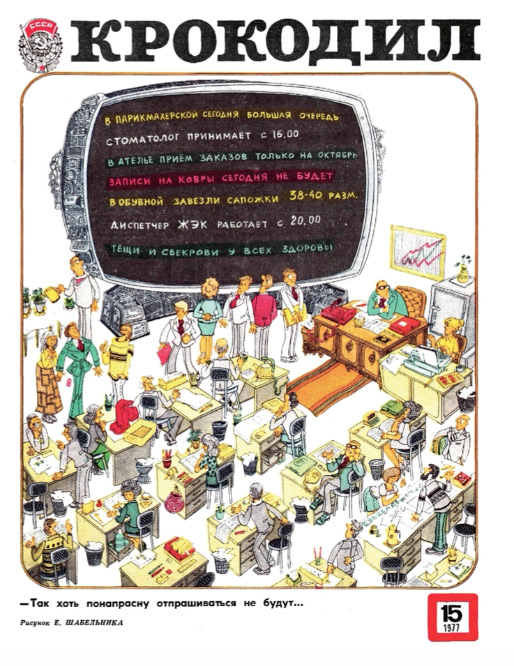 СССР
КРОКОДИЛ
В ПАРИКМАХЕРСКОЙ СЕГОДНЯ БОЛЬШАЯ ОЧЕРЕДЬ
СТОМАТОЛОГ ПРИНИМАЕТ С 16.00
В АТЕЛЬЕ ПРИЁМ ЗАКАЗОВ ТОЛЬКО НА ОКТЯБРЬ
ЗАПИСИ НА КОВРЫ СЕГОДНЯ НЕ БУДЕТ
В ОБУВНОЙ ЗАВЕЗЛИ САПОЖКИ 38-40 РАЗМ.
ДИСПЕТЧЕР ЖЭК РАБОТАЕТ С 20.00
ТЁЩИ И СВЕКРОВИ У ВСЕХ ЗДОРОВЫ
—Так хоть понапрасну отпрашиваться не будут...
Рисунок Е. ШАБЕЛЬНИКА
15
1977